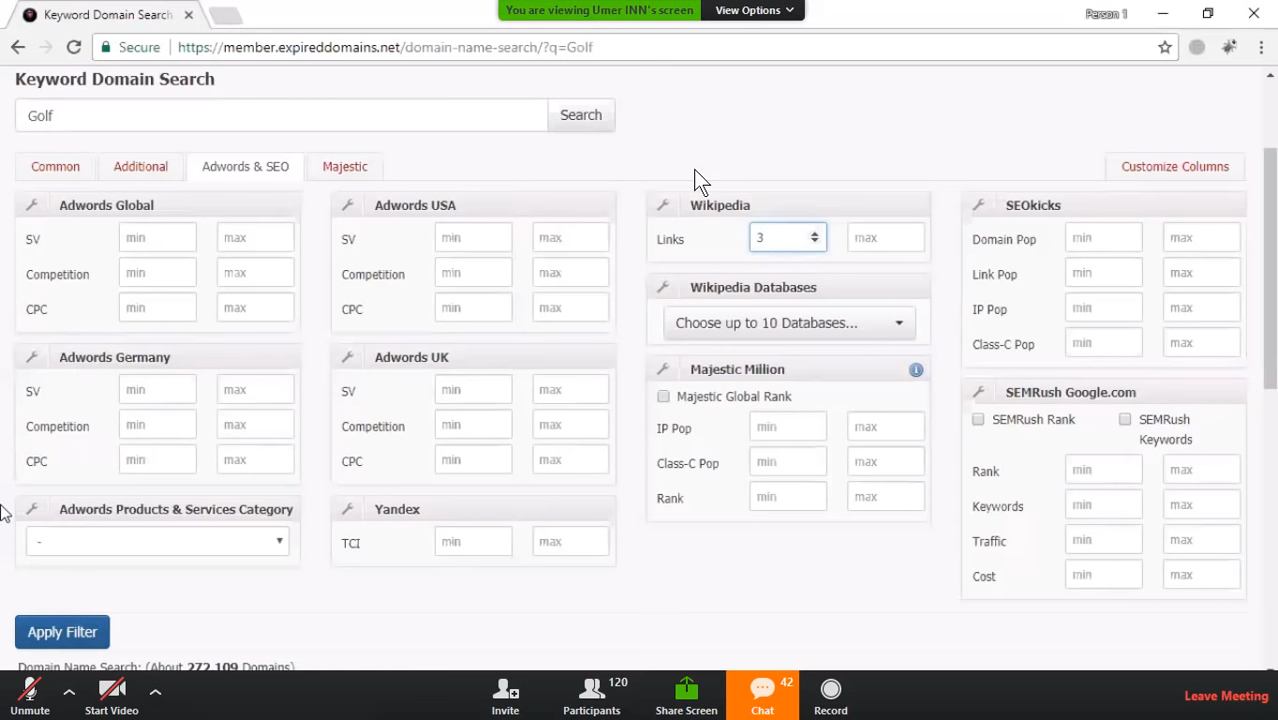 Keyword Domain Search
You are viewing Umer INN's screen
View Options
Person 1
Secure
https://member.expireddomains.net/domain-name-search/?q=Golf
Keyword Domain Search
Golf
Search
Common
Additional
Adwords & SEO
Majestic
Customize Columns
Adwords Global
SV min max
Competition min max
CPC min max
Adwords USA
SV min max
Competition min max
CPC min max
Wikipedia
Links 3 max
Wikipedia Databases
Choose up to 10 Databases...
SEOkicks
Domain Pop min max
Link Pop min max
IP Pop min max
Class-C Pop min max
Adwords Germany
SV min max
Competition min max
CPC min max
Adwords UK
SV min max
Competition min max
CPC min max
Majestic Million
Majestic Global Rank
IP Pop min max
Class-C Pop min max
Rank min max
SEMRush Google.com
SEMRush Rank
SEMRush
Keywords
Rank min max
Keywords min max
Traffic min max
Cost min max
Adwords Products & Services Category
-
Yandex
TCI min max
Apply Filter
Domain Name Search: (About 272,109 Domains)
Unmute
Start Video
Invite
120
Participants
Share Screen
42
Chat
Record
Leave Meeting